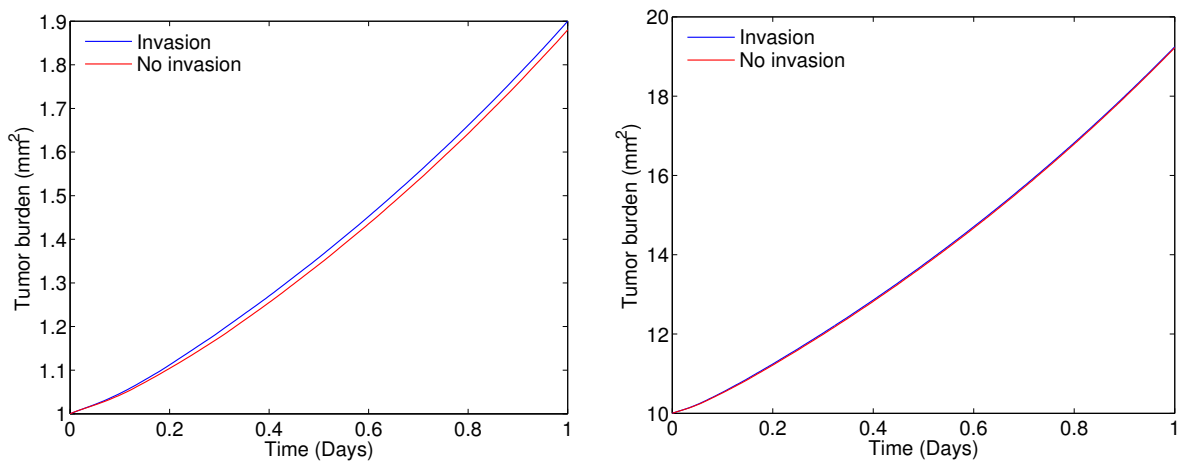 1.9
1.8
1.7
1.6
1.5
1.4
1.3
1.2
1.1
1
Tumor burden (mm²)
Invasion
No invasion
0 0.2 0.4 0.6 0.8 1
Time (Days)
20
18
16
14
12
10
Tumor burden (mm²)
Invasion
No invasion
0 0.2 0.4 0.6 0.8 1
Time (Days)